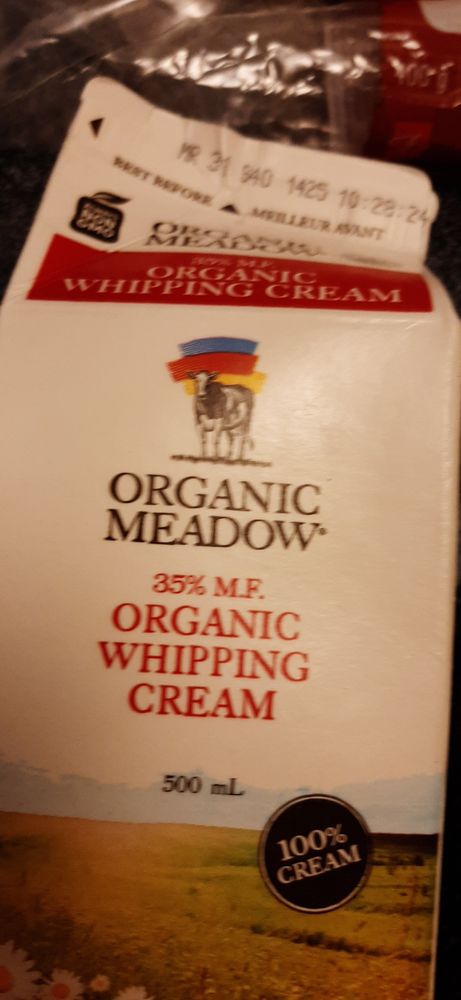 MR 31 940 1425 10:28:24
BEST BEFORE MEILLEUR AVANT
ORGANIC
MEADOW
35% M.F.
ORGANIC
WHIPPING CREAM
ORGANIC
MEADOW
35% M.F.
ORGANIC
WHIPPING
CREAM
500 mL
100%
CREAM